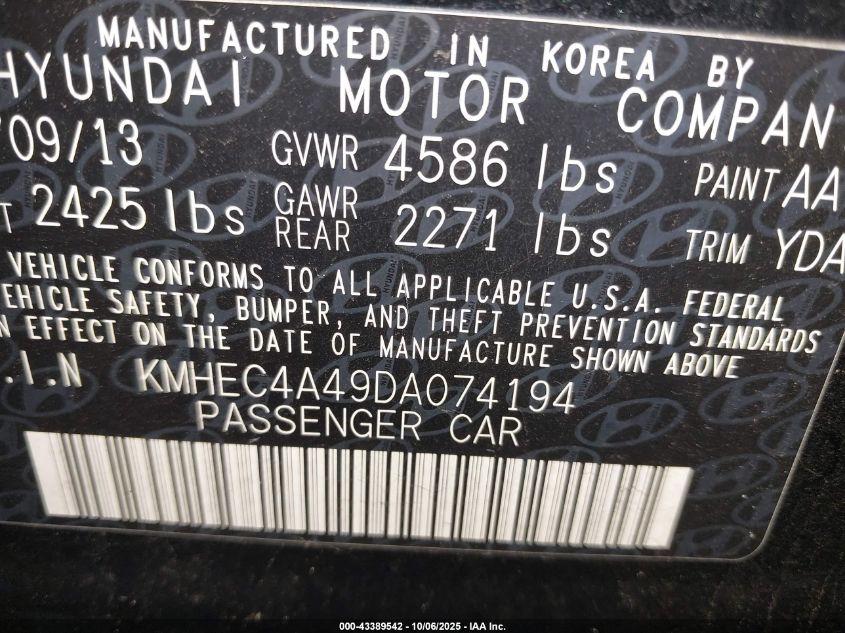 MANUFACTURED IN KOREA BY
HYUNDAI MOTOR COMPAN
/09/13 GVWR 4586 lbs PAINT AA
T 2425 lbs GAWR REAR 2271 lbs TRIM YDA
VEHICLE CONFORMS TO ALL APPLICABLE U.S.A. FEDERAL
EHICLE SAFETY, BUMPER, AND THEFT PREVENTION STANDARDS
N EFFECT ON THE DATE OF MANUFACTURE SHOWN ABOVE
.I.N KMHEC4A49DA074194
PASSENGER CAR
000-43389542 - 10/06/2025 - IAA Inc.